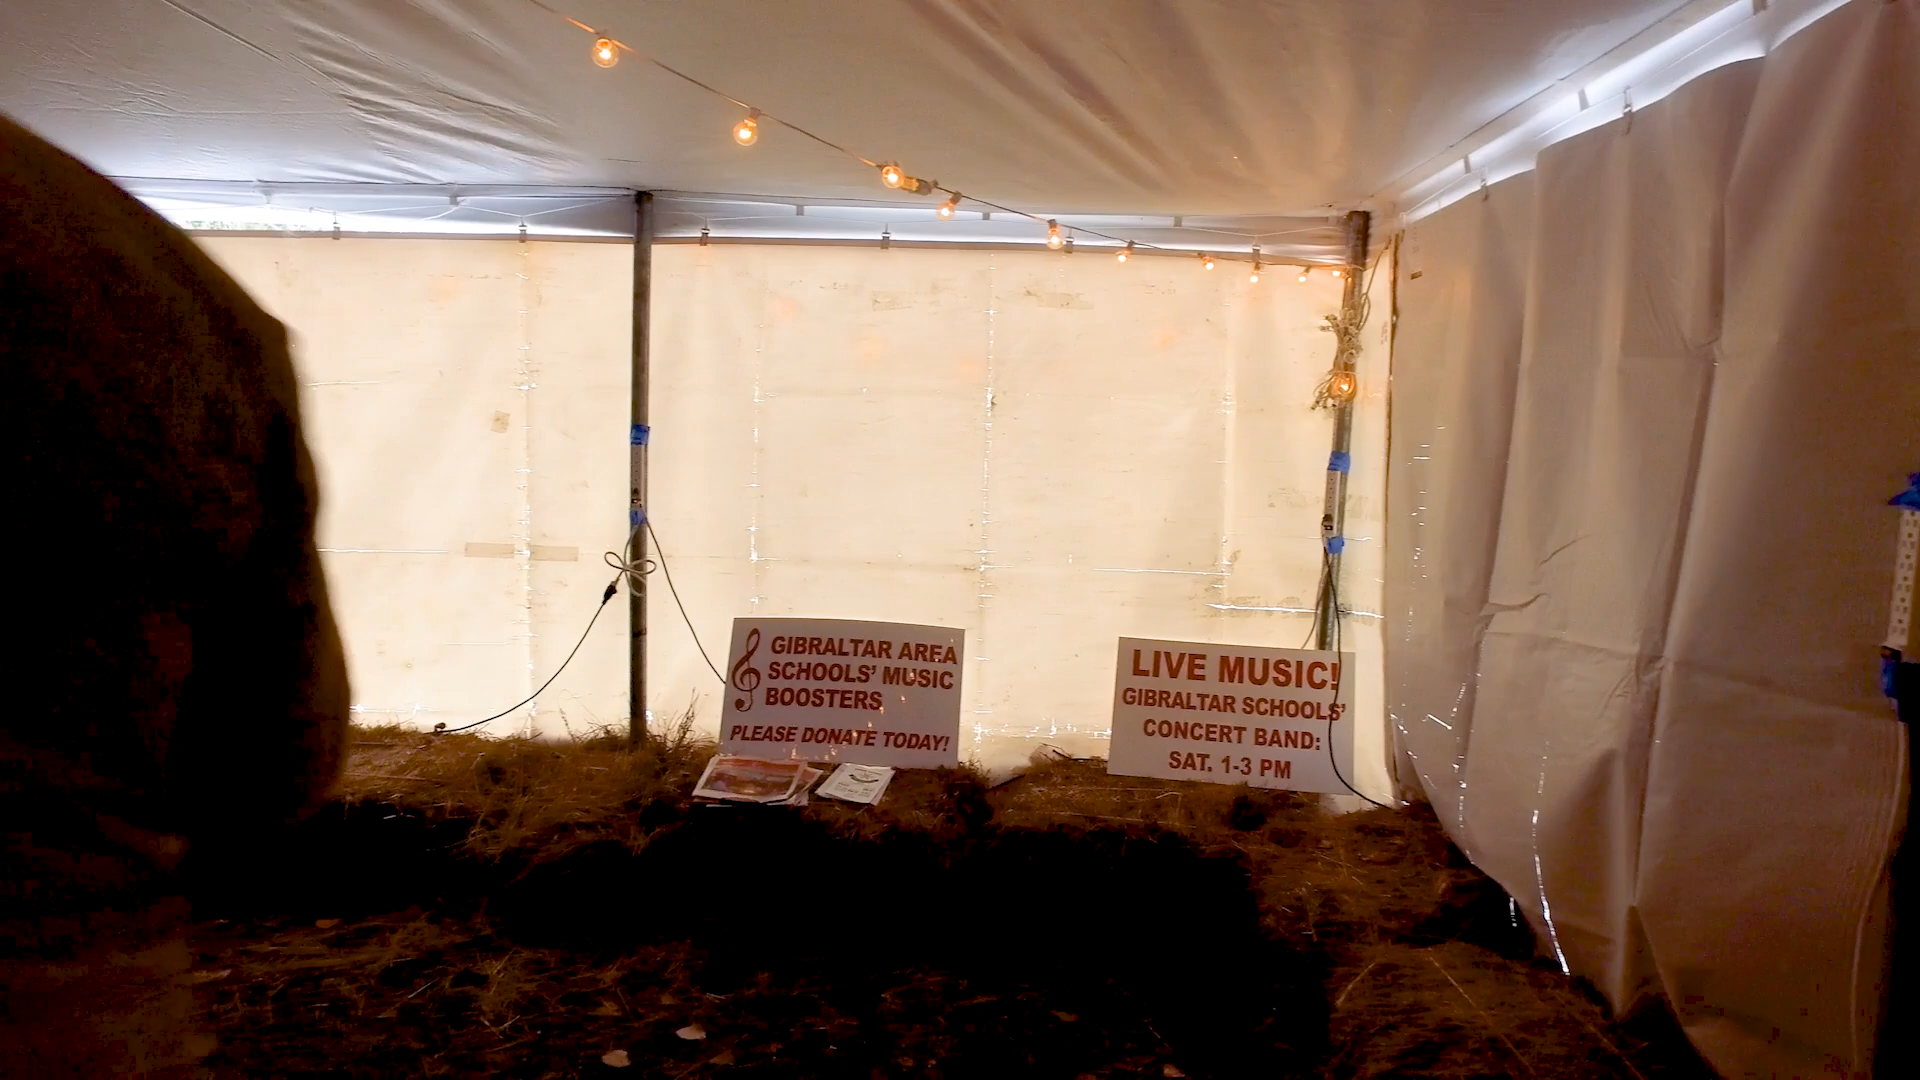 GIBRALTAR AREA
SCHOOLS' MUSIC
BOOSTERS
PLEASE DONATE TODAY!
LIVE MUSIC!
GIBRALTAR SCHOOLS'
CONCERT BAND:
SAT. 1-3 PM